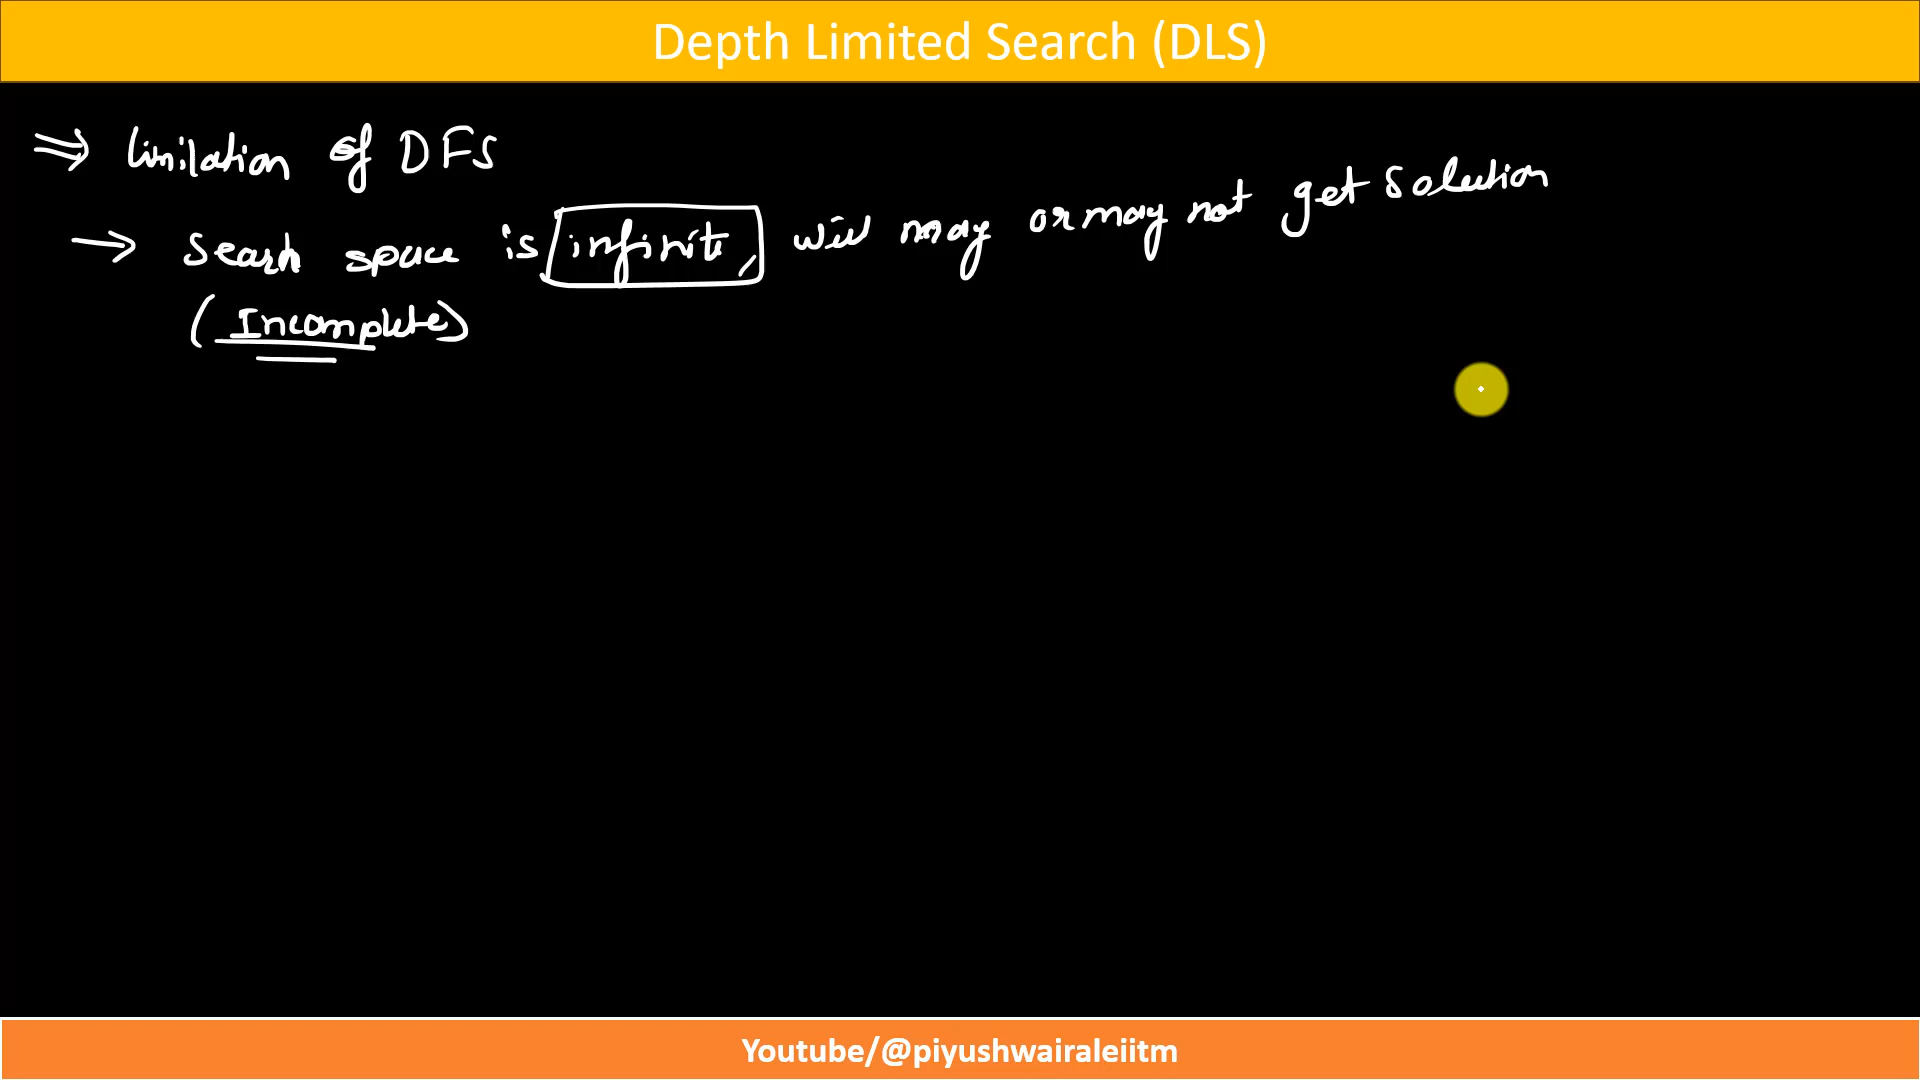 Depth Limited Search (DLS)
⇒ Limitation of DFS
→ Search space is infinite, will may or may not get solution
(Incomplete)
Youtube/@piyushwairaleiitm